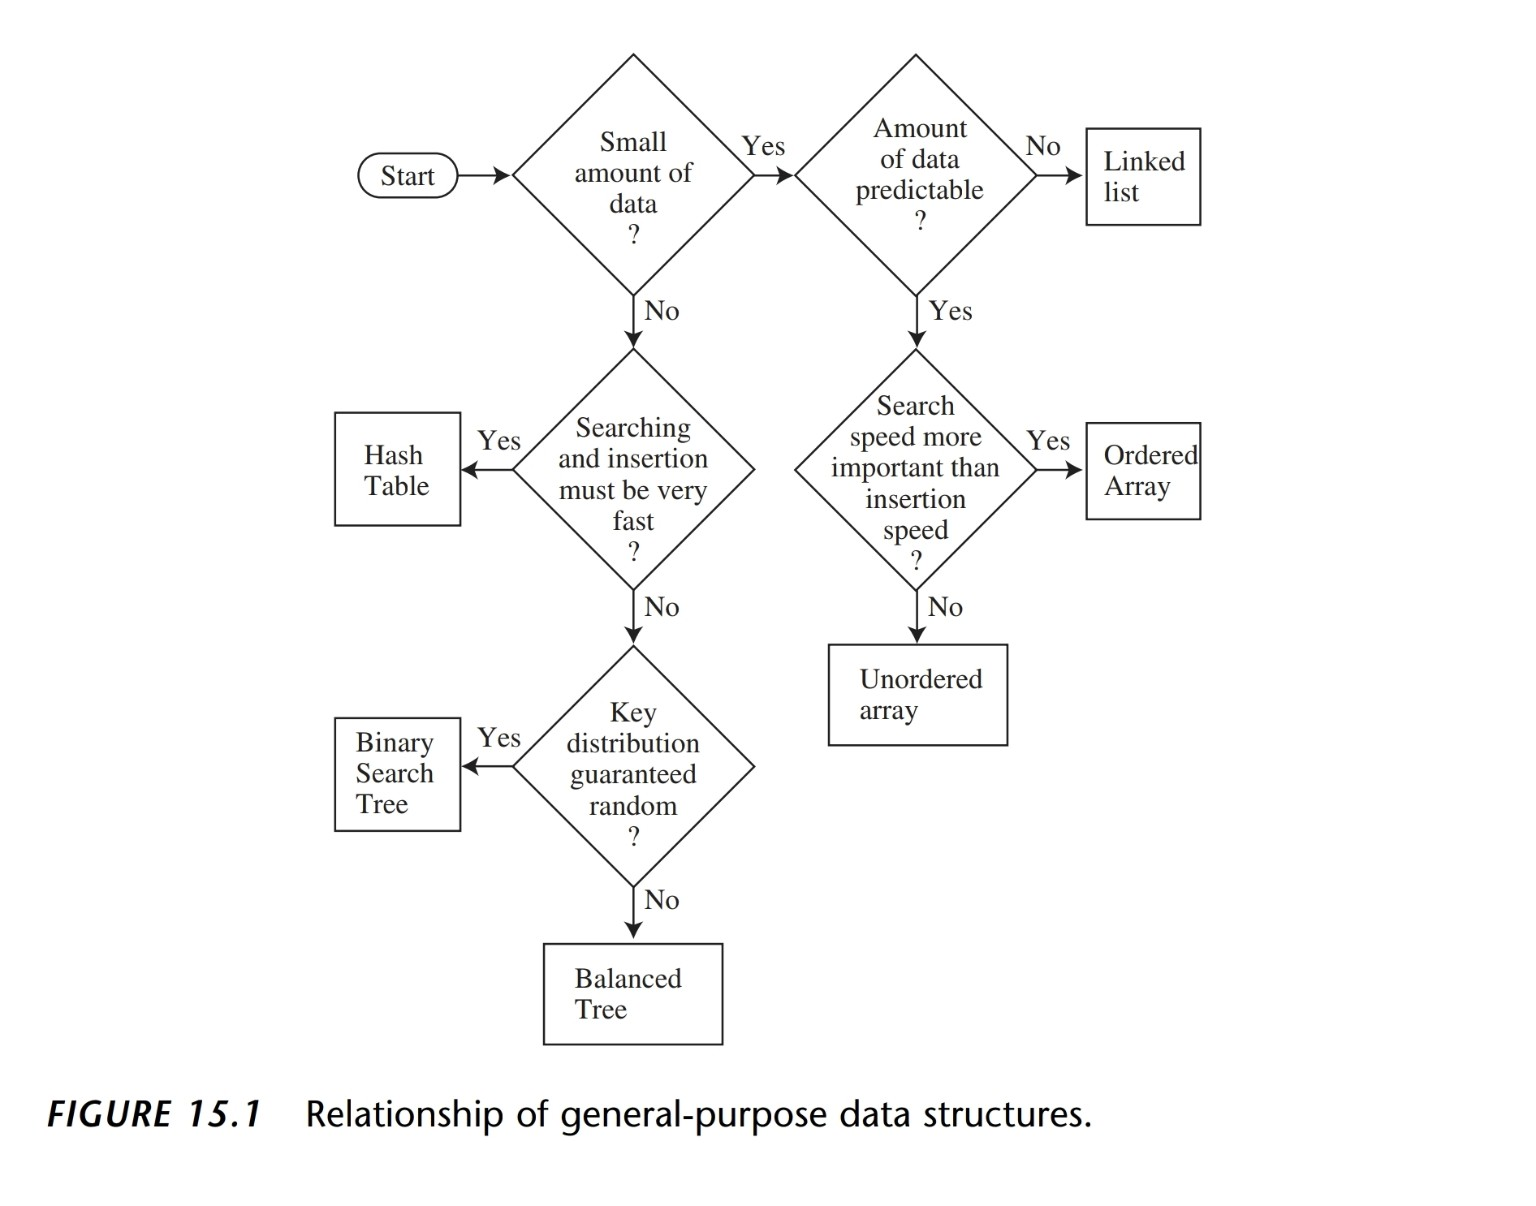 Start
Small
amount of
data
?
Yes
Amount
of data
predictable
?
No
Linked
list
No
Yes
Hash
Table
Yes
Searching
and insertion
must be very
fast
?
Search
speed more
important than
insertion
speed
?
Yes
Ordered
Array
No
No
Unordered
array
Binary
Search
Tree
Yes
Key
distribution
guaranteed
random
?
No
Balanced
Tree
FIGURE 15.1 Relationship of general-purpose data structures.